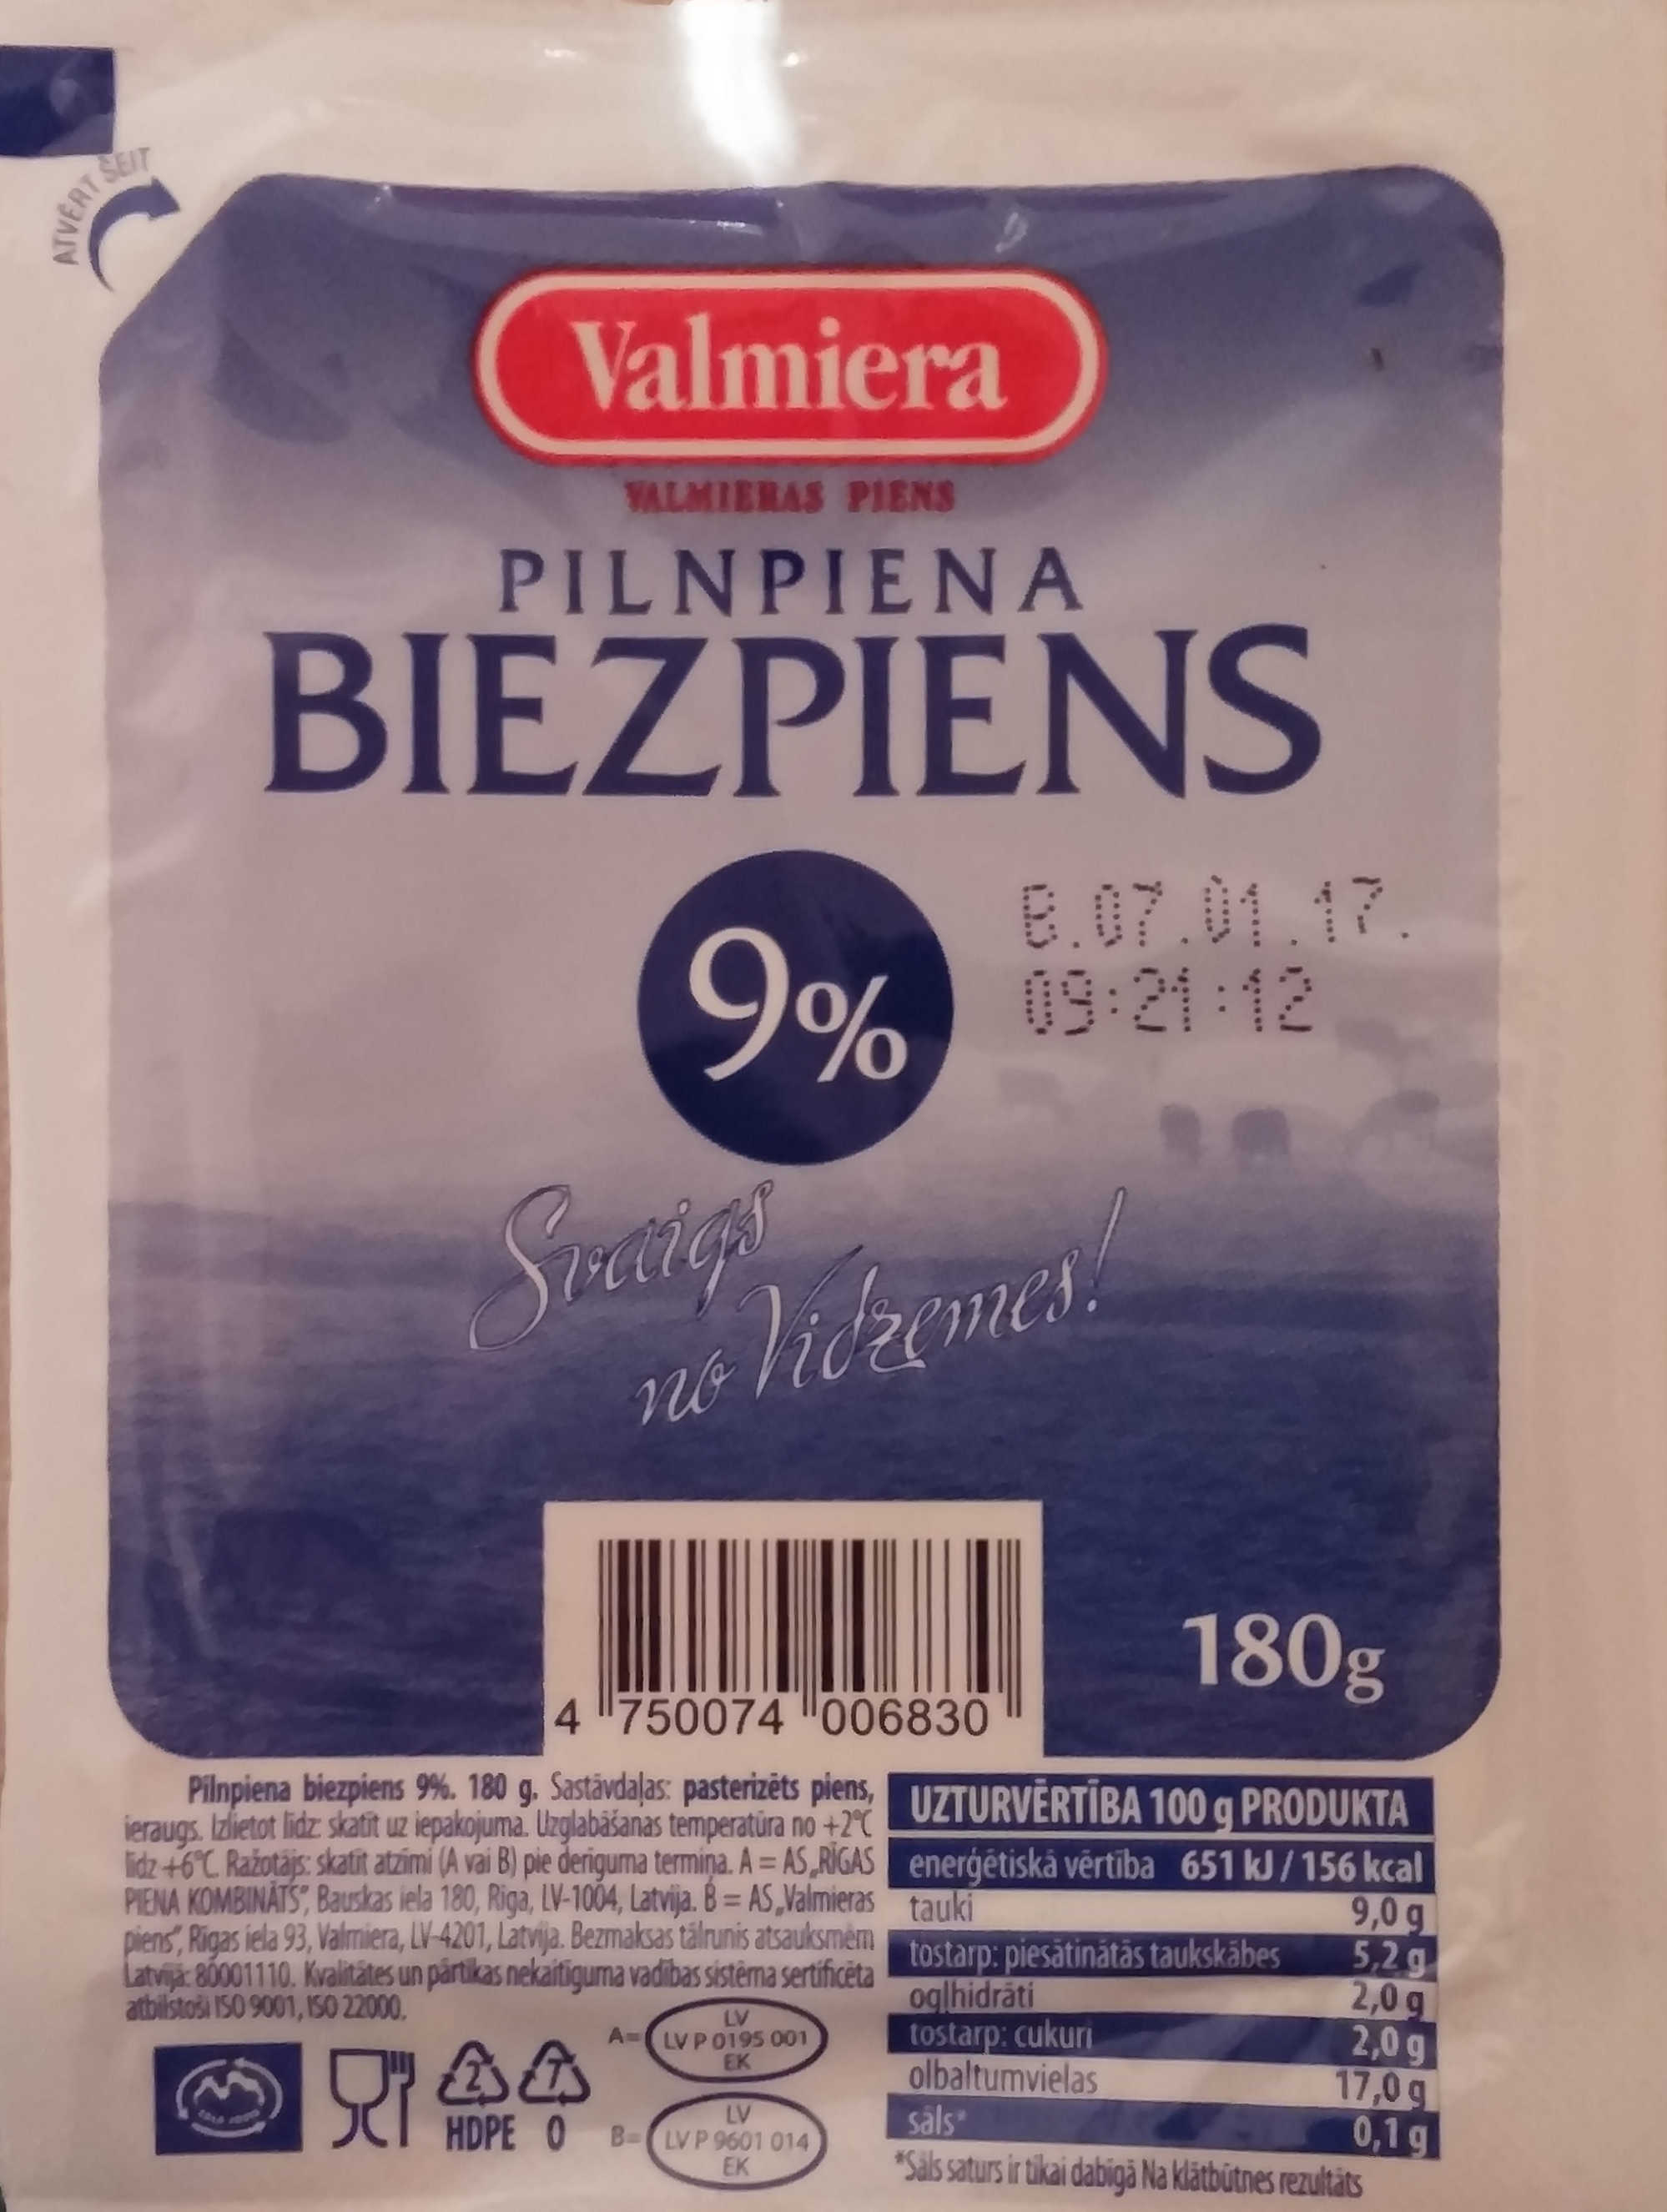 ATVĒRT ŠEIT
Valmiera
VALMIERAS PIENS
PILNPIENA
BIEZPIENS
9%
B.07.01.17.
09:21:12
Svaigs
no Vidzemes!
180g
4 750074 006830
Pilnpiena biezpiens 9%. 180 g. Sastāvdaļas: pasterizēts piens,
ieraugs. Izlietot līdz: skatīt uz iepakojuma. Uzglabāšanas temperatūra no +2°C
līdz +6°C. Ražotājs: skatīt atzīmi (A vai B) pie derīguma termiņa. A = AS „RĪGAS
PIENA KOMBINĀTS”, Bauskas iela 180, Rīga, LV-1004, Latvija. B = AS „Valmieras
piens”, Rīgas iela 93, Valmiera, LV-4201, Latvija. Bezmaksas tālrunis atsauksmēm
Latvijā: 80001110. Kvalitātes un pārtikas nekaitīguma vadības sistēma sertificēta
atbilstoši ISO 9001, ISO 22000.
UZTURVĒRTĪBA 100 g PRODUKTA
enerģētiskā vērtība 651 kJ / 156 kcal
tauki 9,0 g
tostarp: piesātinātās taukskābes 5,2 g
ogļhidrāti 2,0 g
tostarp: cukuri 2,0 g
olbaltumvielas 17,0 g
sāls* 0,1 g
*Sāls saturs ir tikai dabīgā Na klātbūtnes rezultāts
2 7
HDPE 0
A=
LV
LV P 0195 001
EK
B=
LV
LV P 9601 014
EK